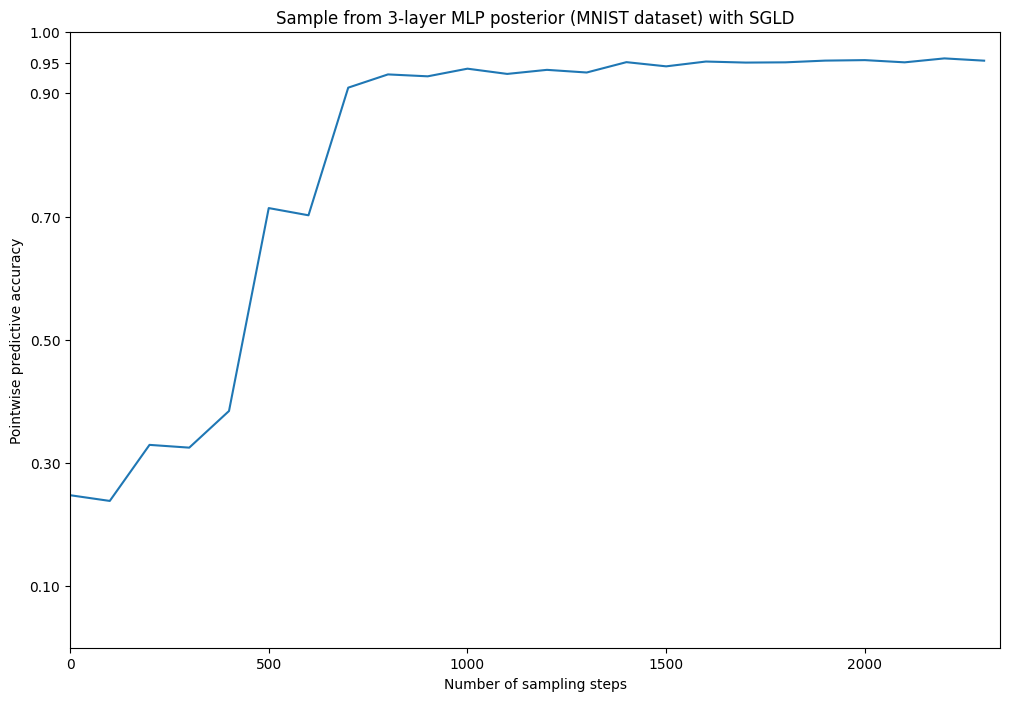 Sample from 3-layer MLP posterior (MNIST dataset) with SGLD
1.00
0.95
0.90
0.70
0.50
0.30
0.10
Pointwise predictive accuracy
0 500 1000 1500 2000
Number of sampling steps